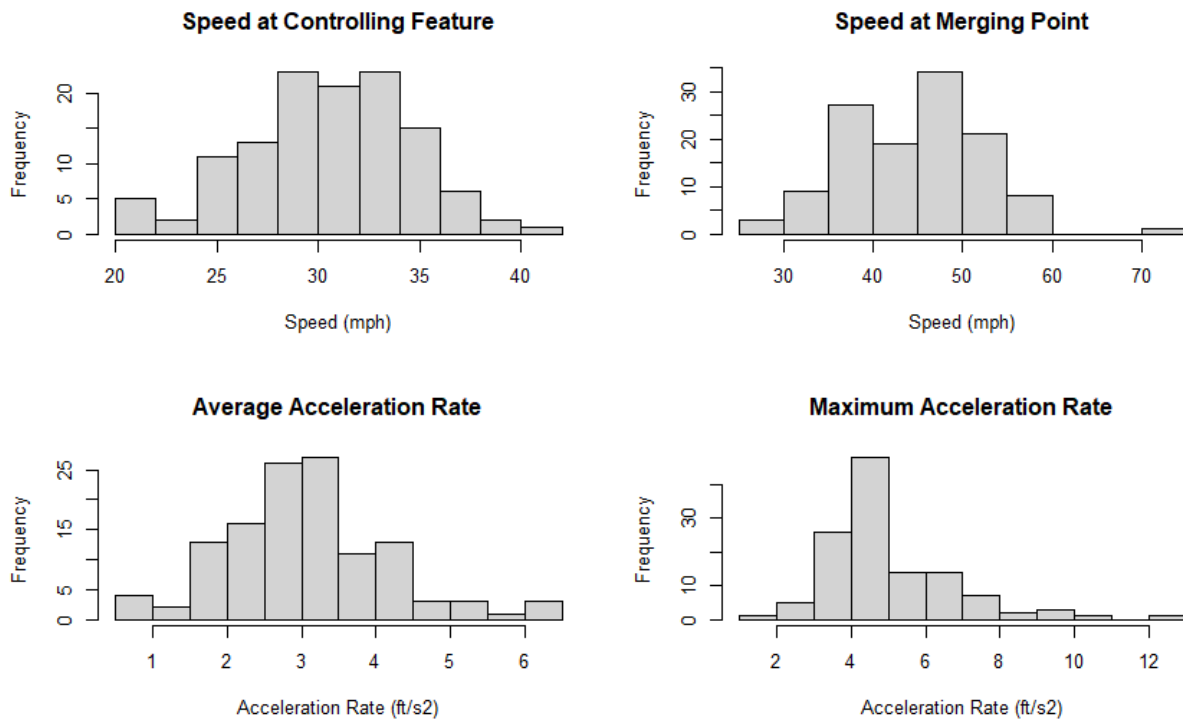 Speed at Controlling Feature
Frequency
0 5 10 20
20 25 30 35 40
Speed (mph)
Speed at Merging Point
Frequency
0 10 20 30
30 40 50 60 70
Speed (mph)
Average Acceleration Rate
Frequency
0 5 15 25
1 2 3 4 5 6
Acceleration Rate (ft/s2)
Maximum Acceleration Rate
Frequency
0 10 30
2 4 6 8 10 12
Acceleration Rate (ft/s2)